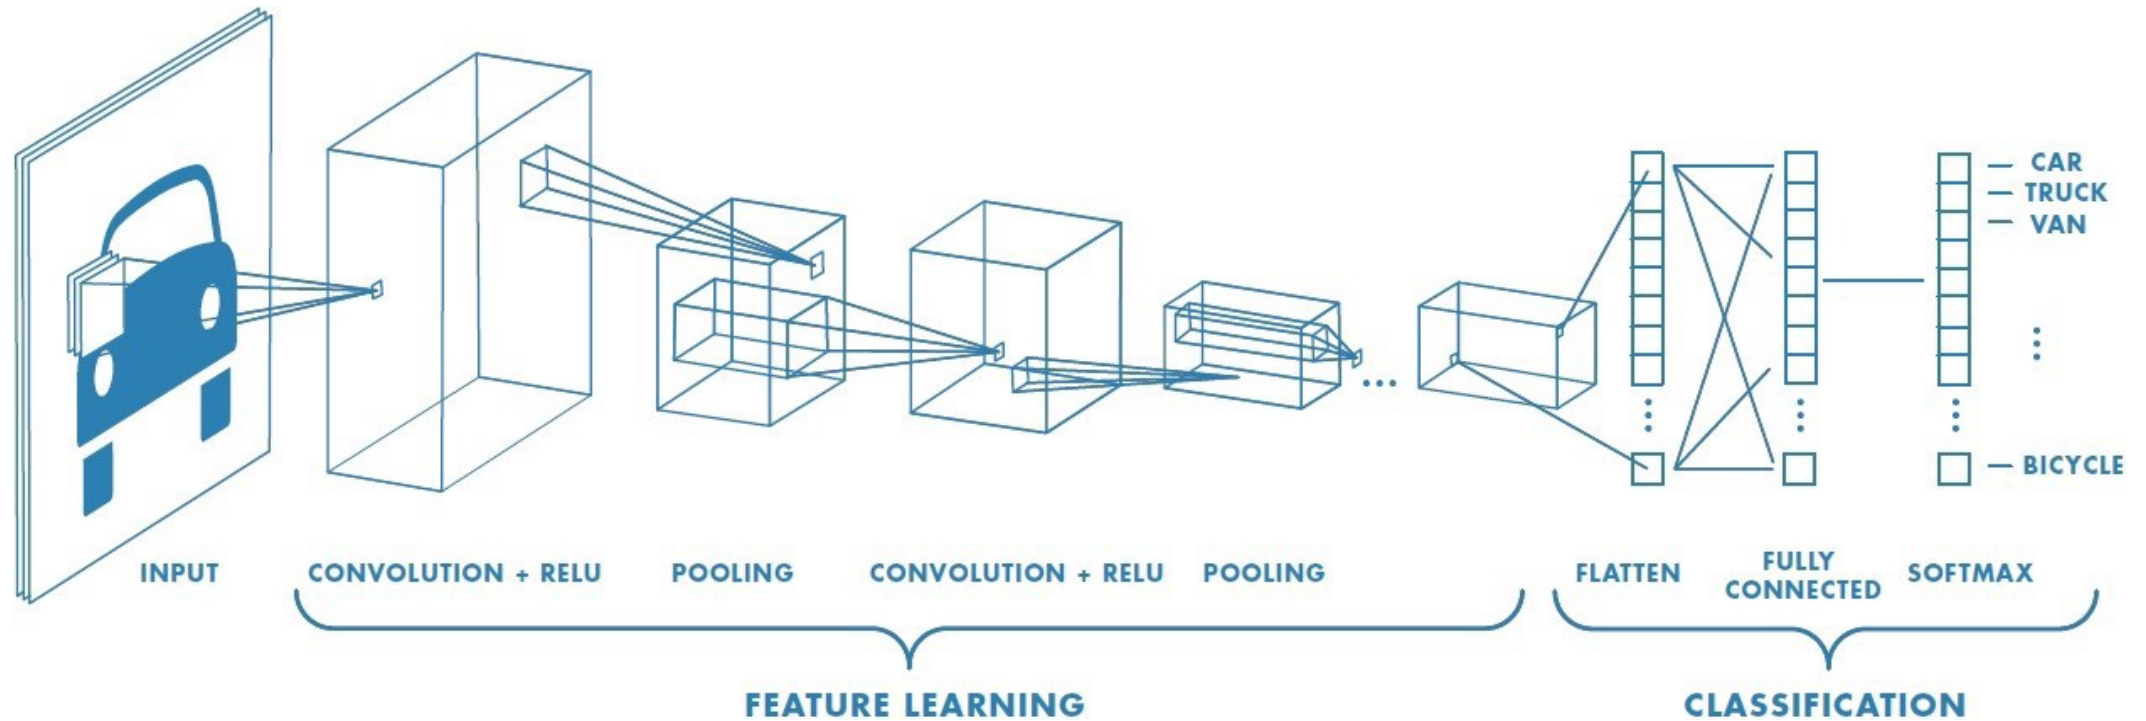 CAR
TRUCK
VAN
BICYCLE
INPUT
CONVOLUTION + RELU
POOLING
CONVOLUTION + RELU
POOLING
FLATTEN
FULLY
CONNECTED
SOFTMAX
FEATURE LEARNING
CLASSIFICATION